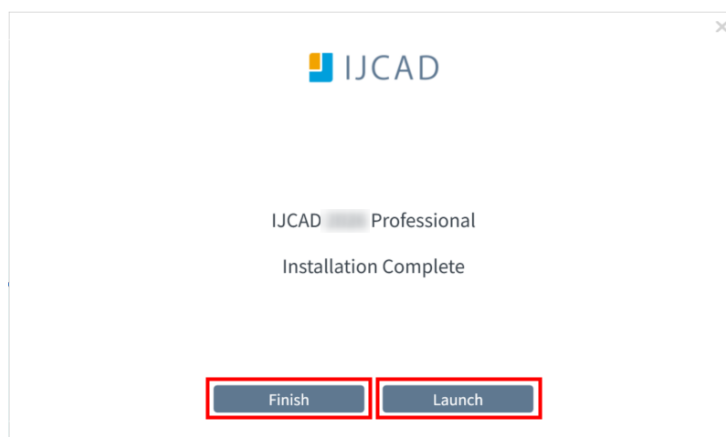 IJCAD
IJCAD Professional
Installation Complete
Finish Launch